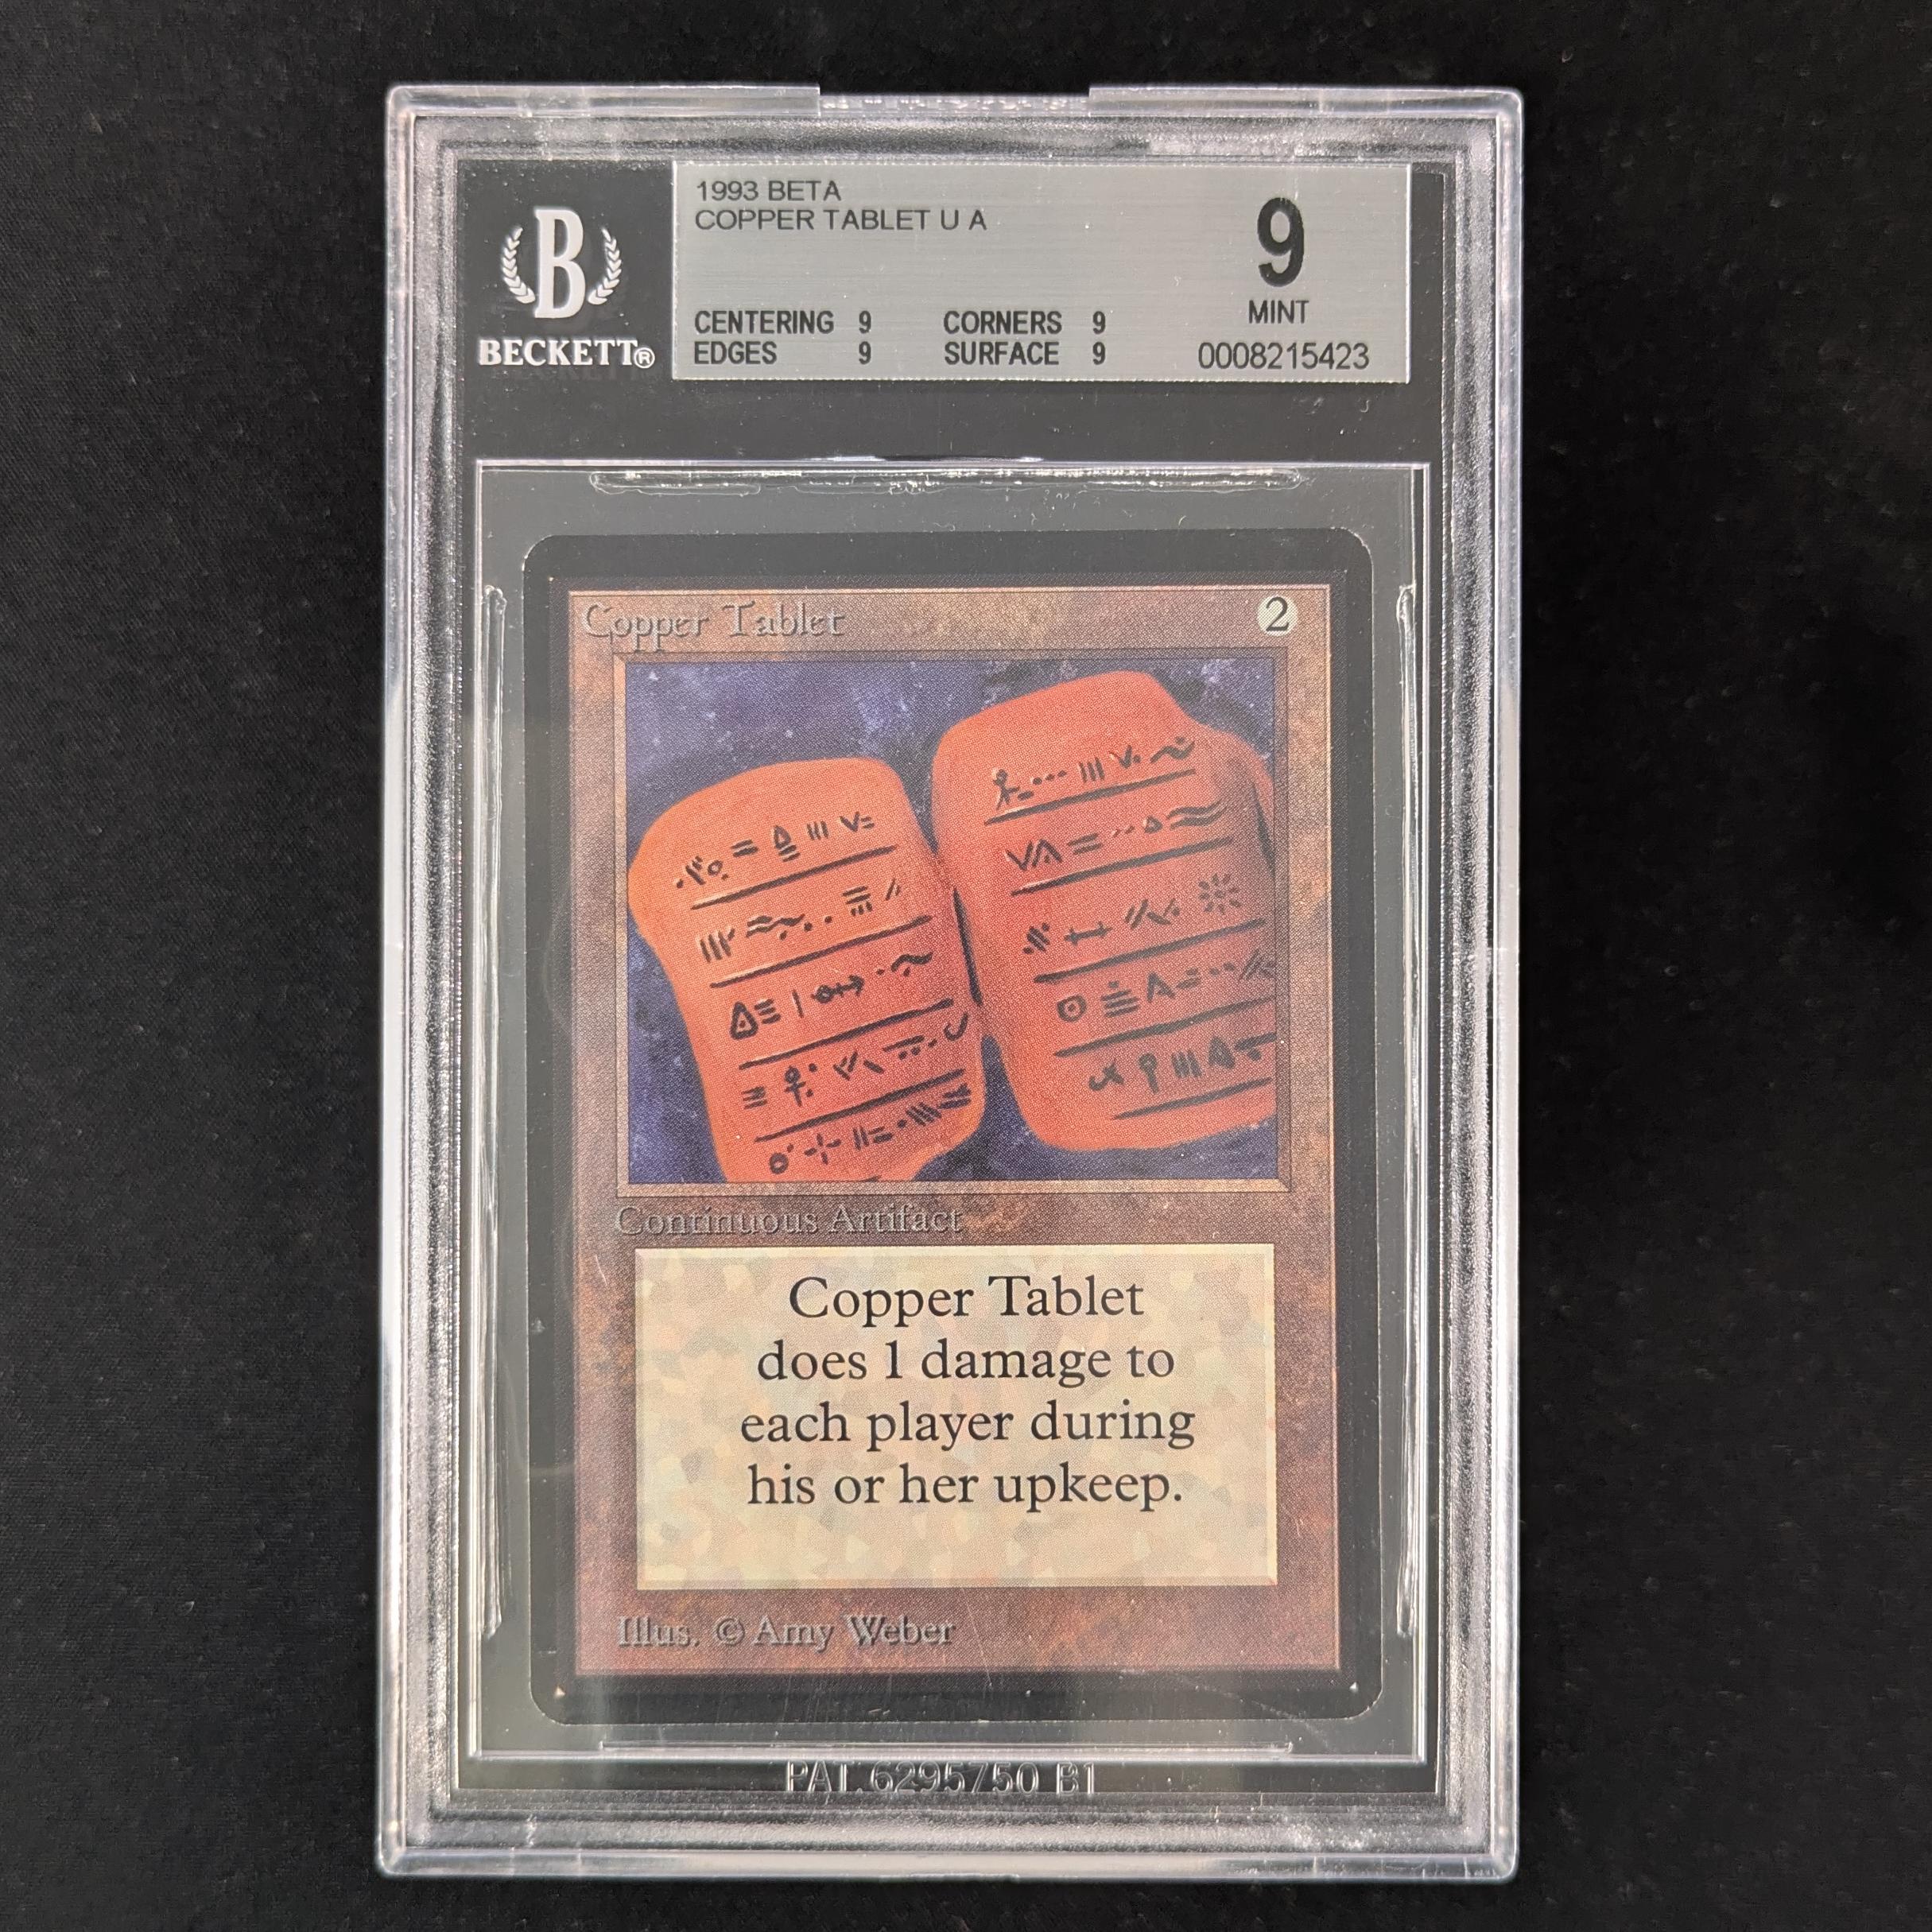 1993 BETA
COPPER TABLET U A
9
MINT
CENTERING 9 CORNERS 9
EDGES 9 SURFACE 9
0008215423
B
BECKETT®
Copper Tablet 2
Continuous Artifact
Copper Tablet
does 1 damage to
each player during
his or her upkeep.
Illus. © Amy Weber
PAT. 6295750 B1